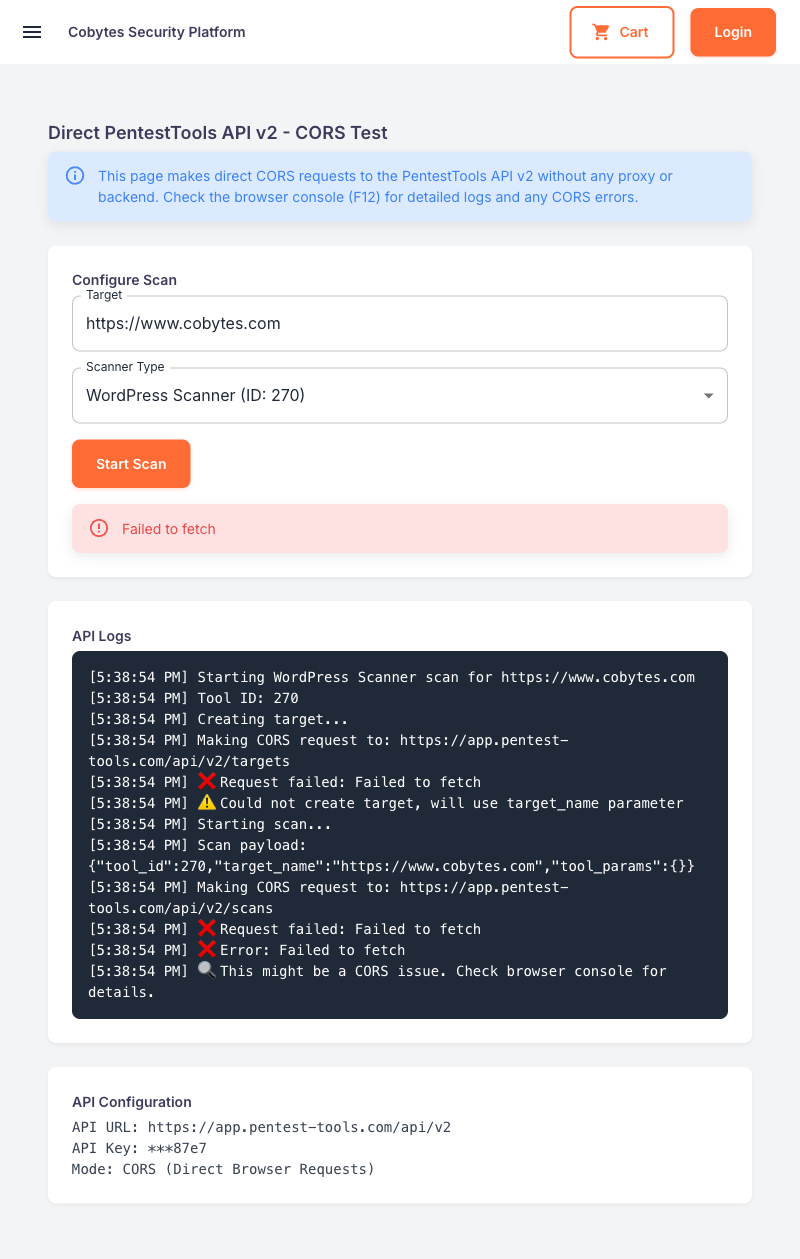 Cobytes Security Platform
Cart
Login
Direct PentestTools API v2 - CORS Test
This page makes direct CORS requests to the PentestTools API v2 without any proxy or
backend. Check the browser console (F12) for detailed logs and any CORS errors.
Configure Scan
Target
https://www.cobytes.com
Scanner Type
WordPress Scanner (ID: 270)
Start Scan
Failed to fetch
API Logs
[5:38:54 PM] Starting WordPress Scanner scan for https://www.cobytes.com
[5:38:54 PM] Tool ID: 270
[5:38:54 PM] Creating target...
[5:38:54 PM] Making CORS request to: https://app.pentest-
tools.com/api/v2/targets
[5:38:54 PM] ❌ Request failed: Failed to fetch
[5:38:54 PM] ⚠️ Could not create target, will use target_name parameter
[5:38:54 PM] Starting scan...
[5:38:54 PM] Scan payload:
{"tool_id":270,"target_name":"https://www.cobytes.com","tool_params":{}}
[5:38:54 PM] Making CORS request to: https://app.pentest-
tools.com/api/v2/scans
[5:38:54 PM] ❌ Request failed: Failed to fetch
[5:38:54 PM] ❌ Error: Failed to fetch
[5:38:54 PM] 🔍 This might be a CORS issue. Check browser console for
details.
API Configuration
API URL: https://app.pentest-tools.com/api/v2
API Key: ***87e7
Mode: CORS (Direct Browser Requests)